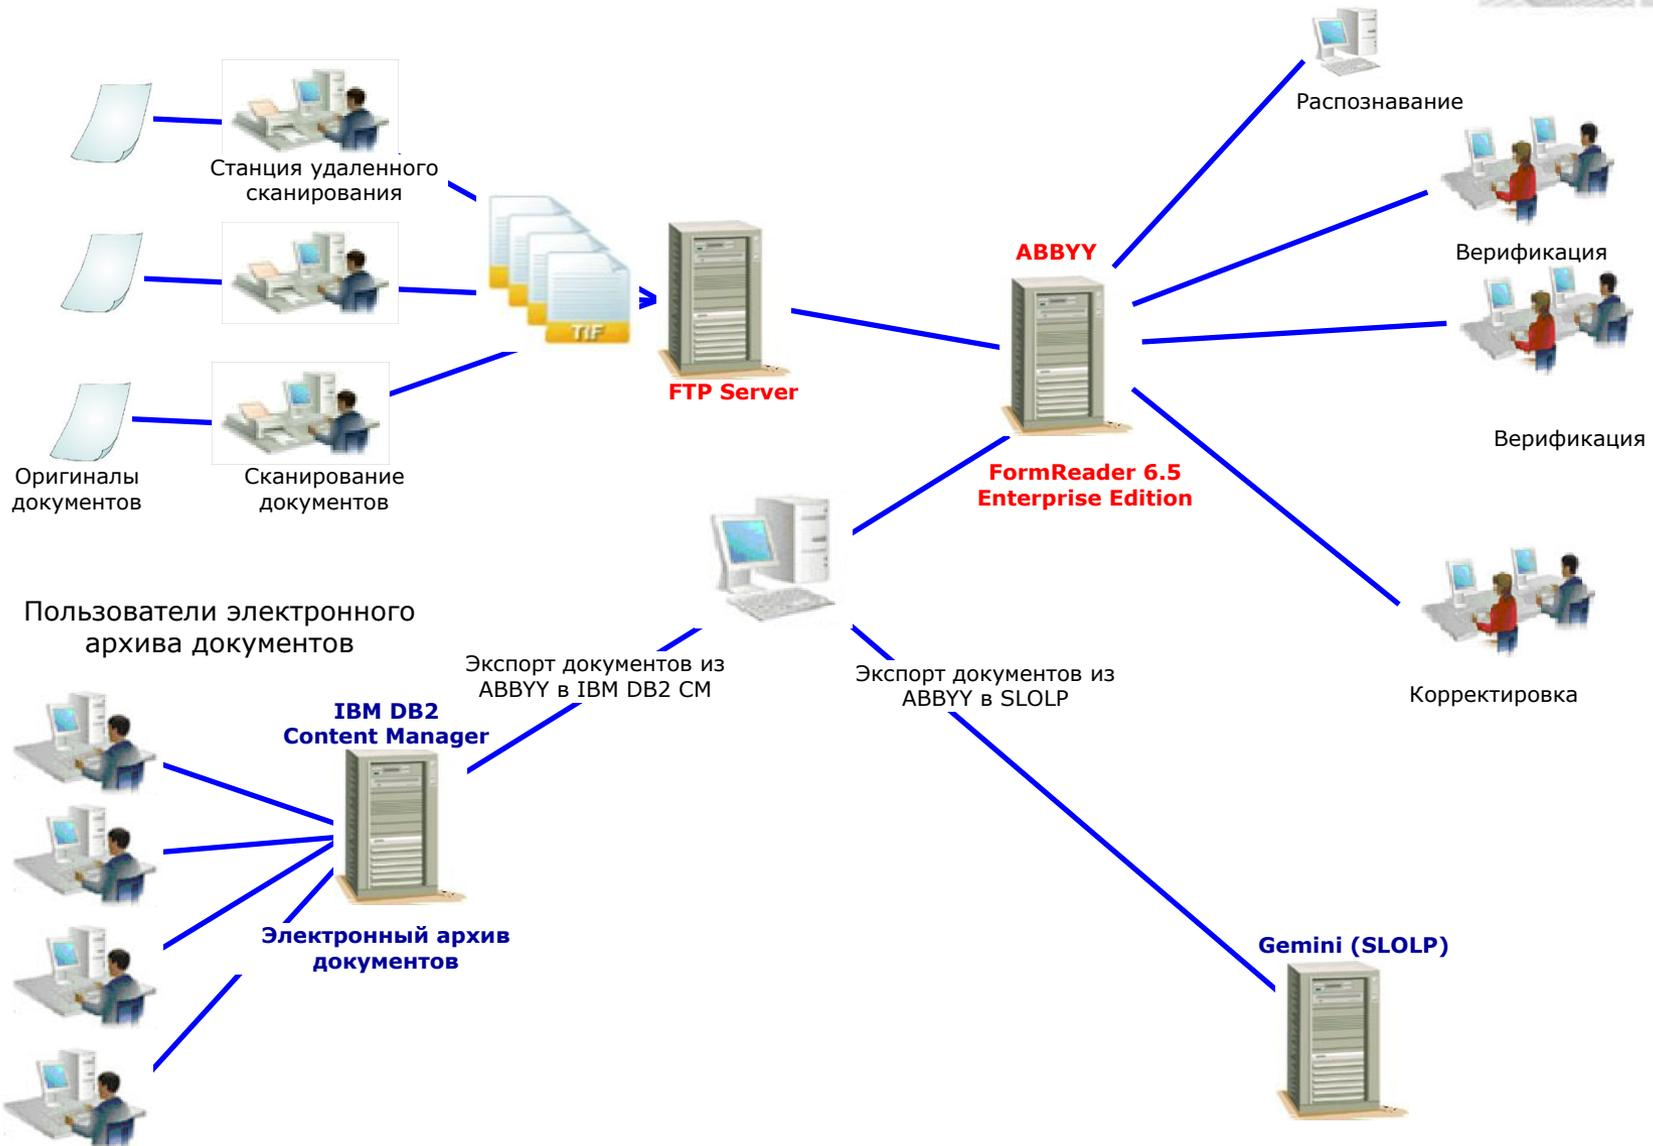 Распознавание
Станция удаленного
сканирования
Верификация
ABBYY
TIF
FTP Server
Верификация
Оригиналы
документов
Сканирование
документов
FormReader 6.5
Enterprise Edition
Пользователи электронного
архива документов
Экспорт документов из
ABBYY в IBM DB2 CM
Экспорт документов из
ABBYY в SLOLP
Корректировка
IBM DB2
Content Manager
Электронный архив
документов
Gemini (SLOLP)